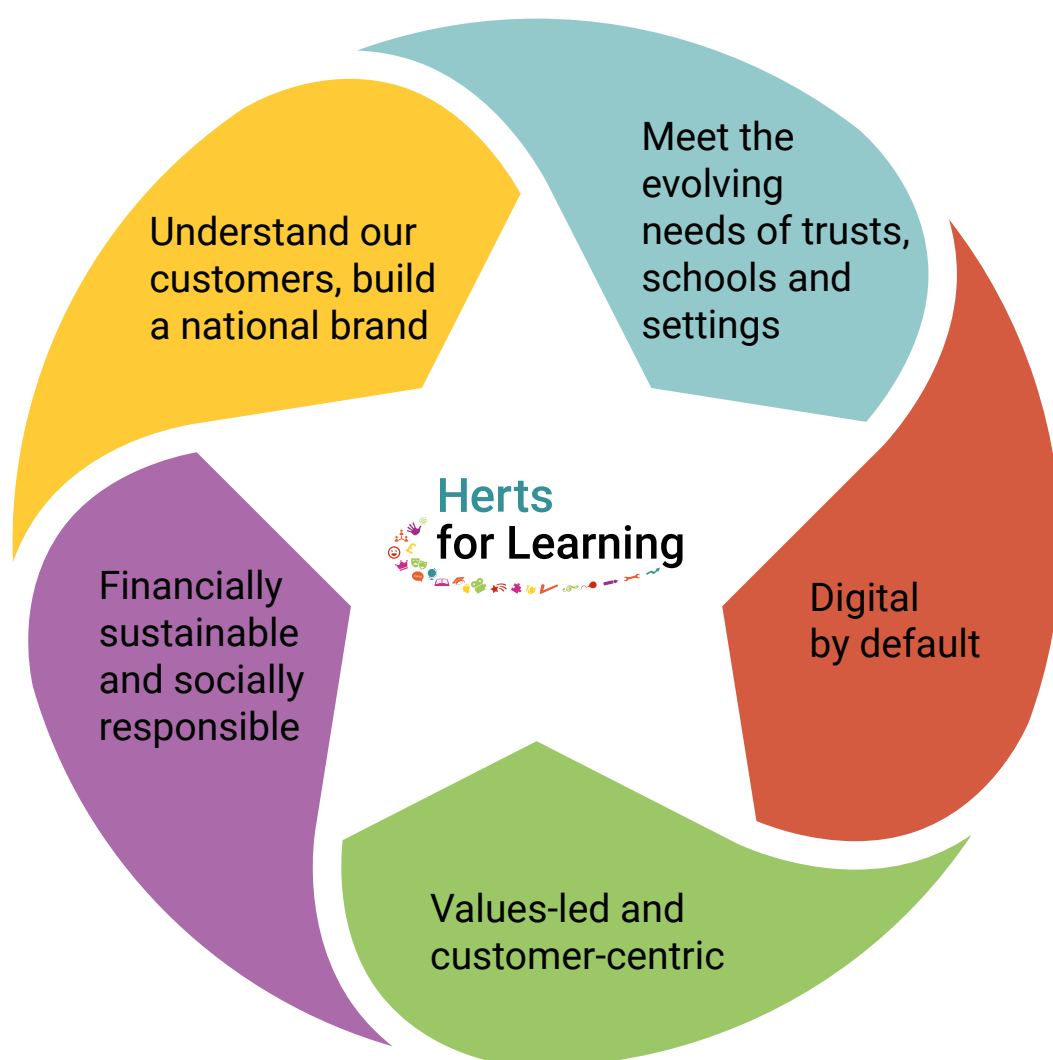 Understand our
customers, build
a national brand
Meet the
evolving
needs of trusts,
schools and
settings
Herts
for Learning
Financially
sustainable
and socially
responsible
Digital
by default
Values-led and
customer-centric